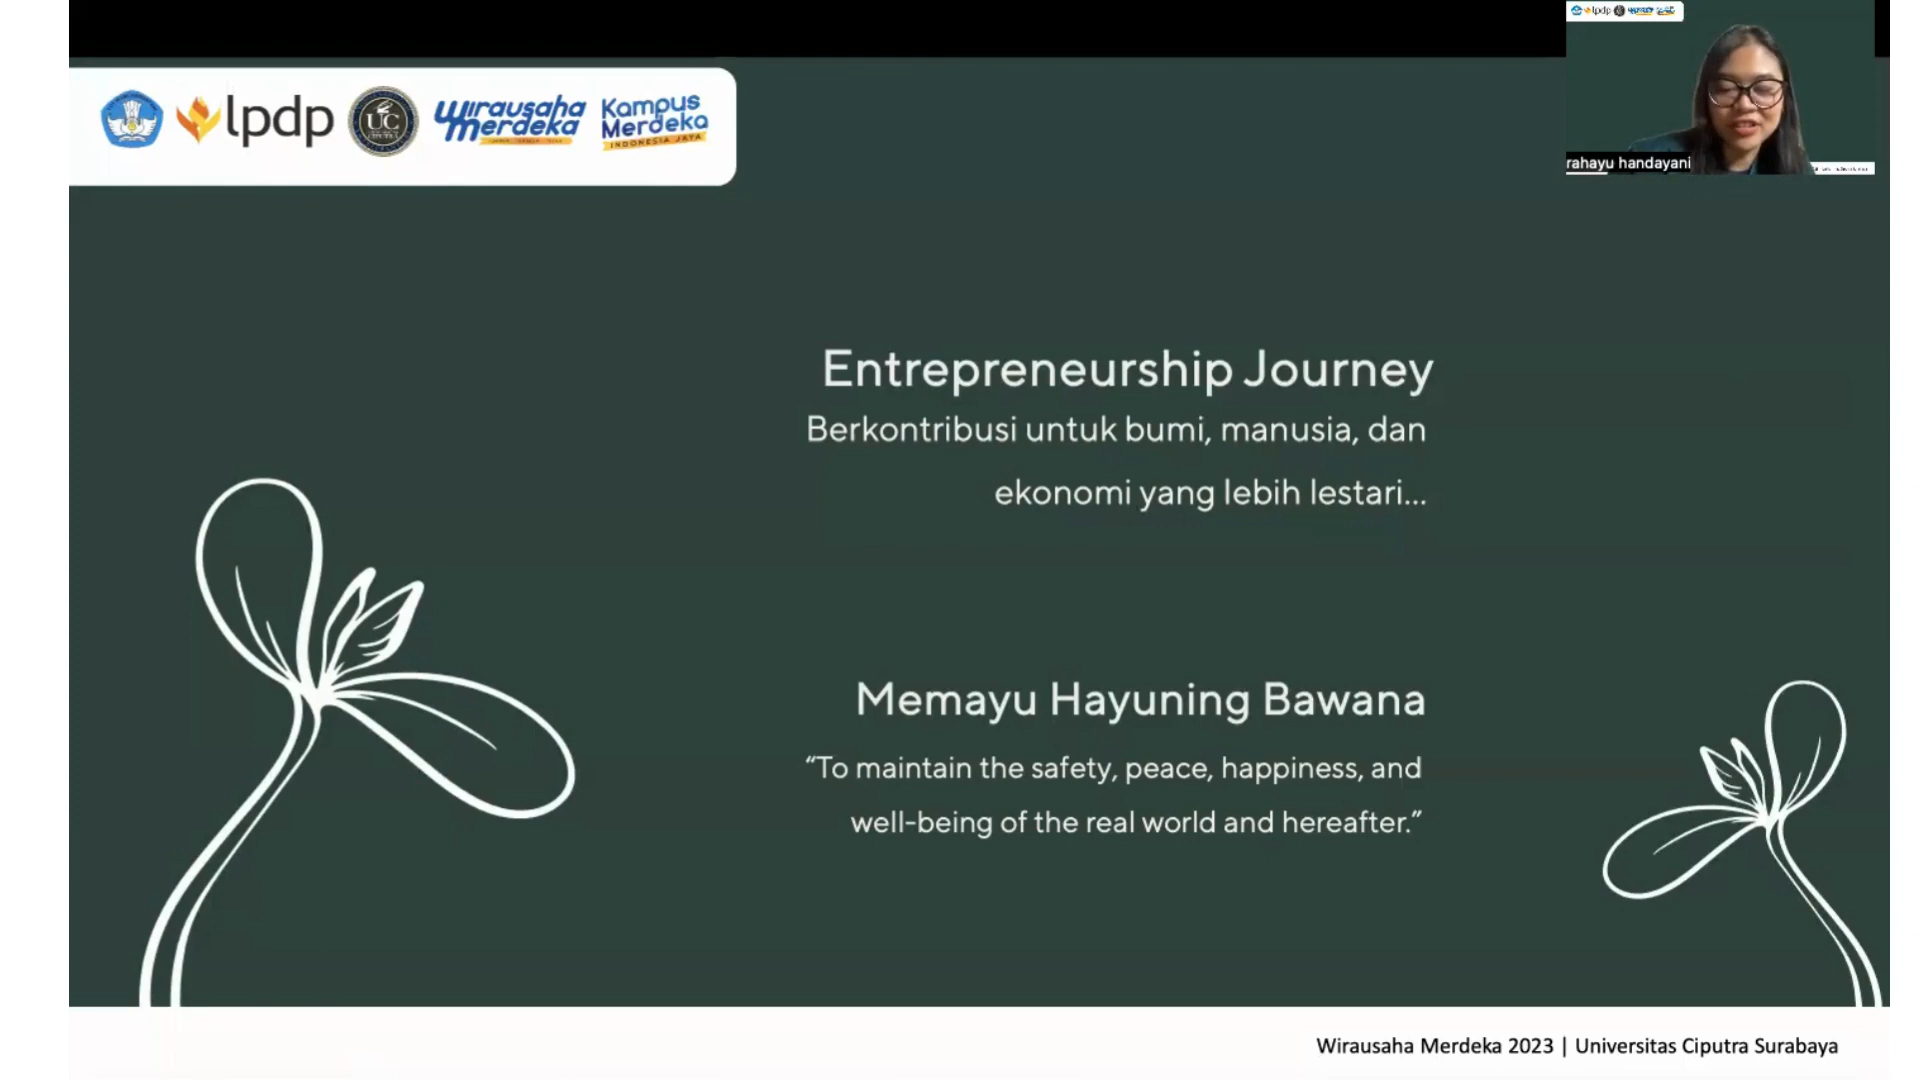 lpdp
UC
Wirausaha
Merdeka
Kampus
Merdeka
INDONESIA JAYA
lpdp
rahayu handayani
Entrepreneurship Journey
Berkontribusi untuk bumi, manusia, dan
ekonomi yang lebih lestari...
Memayu Hayuning Bawana
“To maintain the safety, peace, happiness, and
well-being of the real world and hereafter.”
Wirausaha Merdeka 2023 | Universitas Ciputra Surabaya